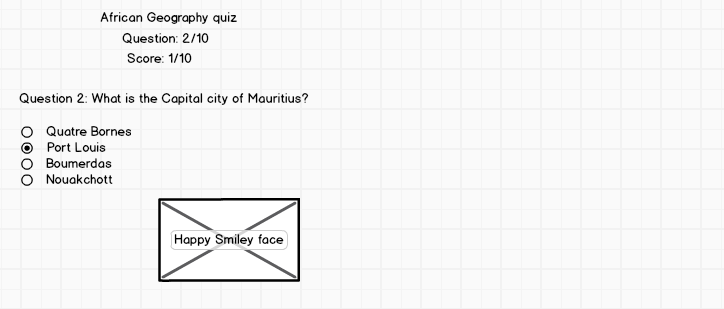 African Geography quiz
Question: 2/10
Score: 1/10
Question 2: What is the Capital city of Mauritius?
Quatre Bornes
Port Louis
Boumerdas
Nouakchott
Happy Smiley face